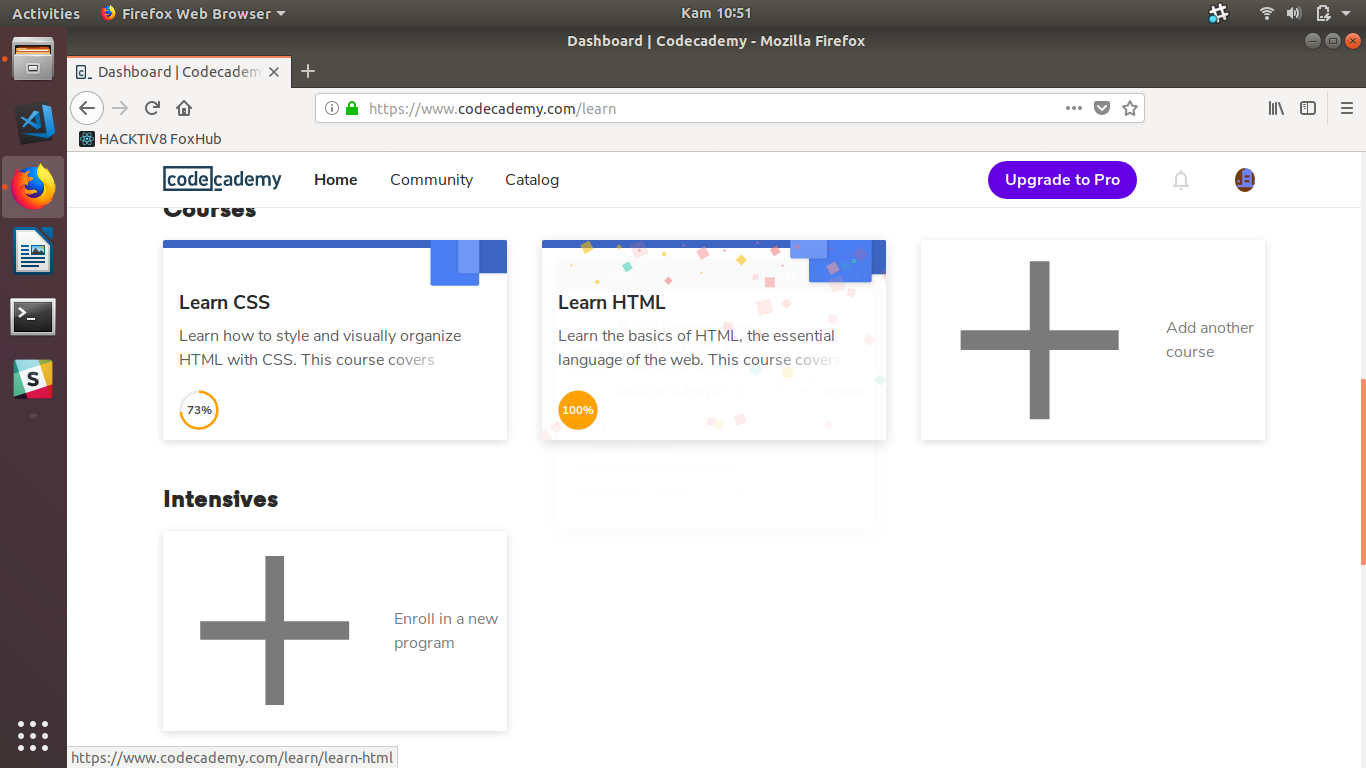 Activities Firefox Web Browser Kam 10:51
Dashboard | Codecademy - Mozilla Firefox
Dashboard | Codecadem
https://www.codecademy.com/learn
HACKTIV8 FoxHub
codecademy Home Community Catalog Upgrade to Pro
Courses
Learn CSS
Learn how to style and visually organize
HTML with CSS. This course covers
73%
Learn HTML
Learn the basics of HTML, the essential
language of the web. This course covers
100%
Add another
course
Intensives
Enroll in a new
program
https://www.codecademy.com/learn/learn-html